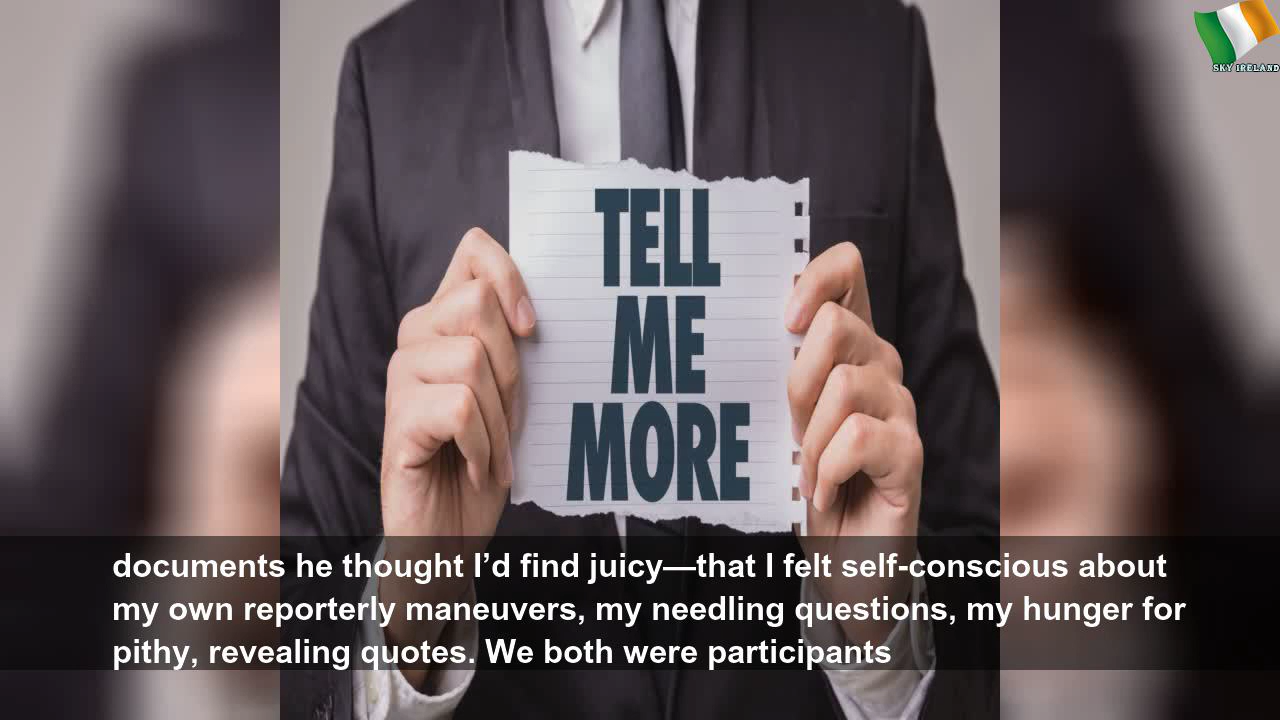 SKY IRELAND
TELL
ME
MORE
documents he thought I’d find juicy—that I felt self-conscious about
my own reporterly maneuvers, my needling questions, my hunger for
pithy, revealing quotes. We both were participants